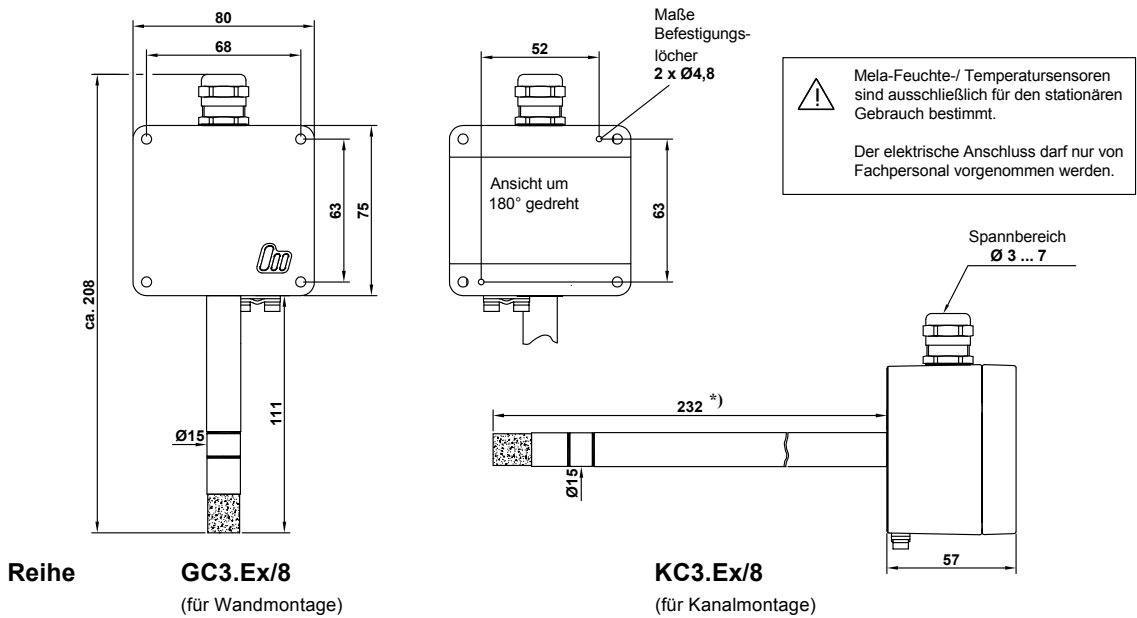 80
68
ca. 208
63
75
111
Ø15
52
Maße
Befestigungs-
löcher
2 x Ø4,8
Ansicht um
180° gedreht
63
Mela-Feuchte-/ Temperatursensoren
sind ausschließlich für den stationären
Gebrauch bestimmt.
Der elektrische Anschluss darf nur von
Fachpersonal vorgenommen werden.
Spannbereich
Ø 3 ... 7
232 *)
Ø15
57
Reihe GC3.Ex/8 KC3.Ex/8
(für Wandmontage) (für Kanalmontage)